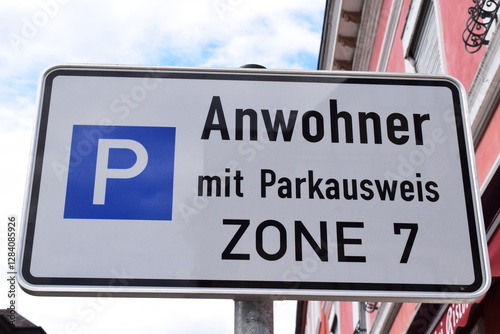 P
Anwohner
mit Parkausweis
ZONE 7